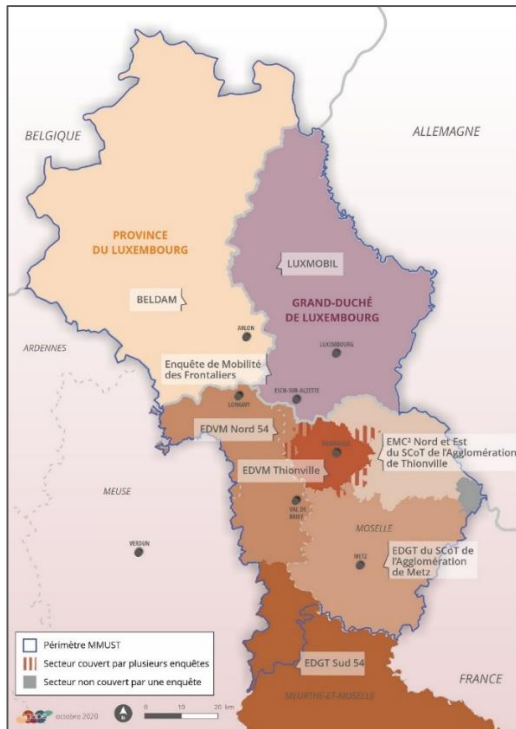 BELGIQUE
ALLEMAGNE
PROVINCE
DU LUXEMBOURG
LUXMOBIL
BELDAM
GRAND-DUCHÉ
DE LUXEMBOURG
ARLON
LUXEMBOURG
ARDENNES
Enquête de Mobilité
des Frontaliers
ESCH-SUR-ALZETTE
LONGWY
EDVM Nord 54
EMC² Nord et Est
du SCoT de l'Agglomération
de Thionville
EDVM Thionville
MEUSE
VAL DE
BRIEY
MOSELLE
VERDUN
METZ
EDGT du SCoT de
l'Agglomération
de Metz
Périmètre MMUST
Secteur couvert par plusieurs enquêtes
Secteur non couvert par une enquête
EDGT Sud 54
FRANCE
MEURTHE-ET-MOSELLE
octobre 2020
N
0 10 20 km